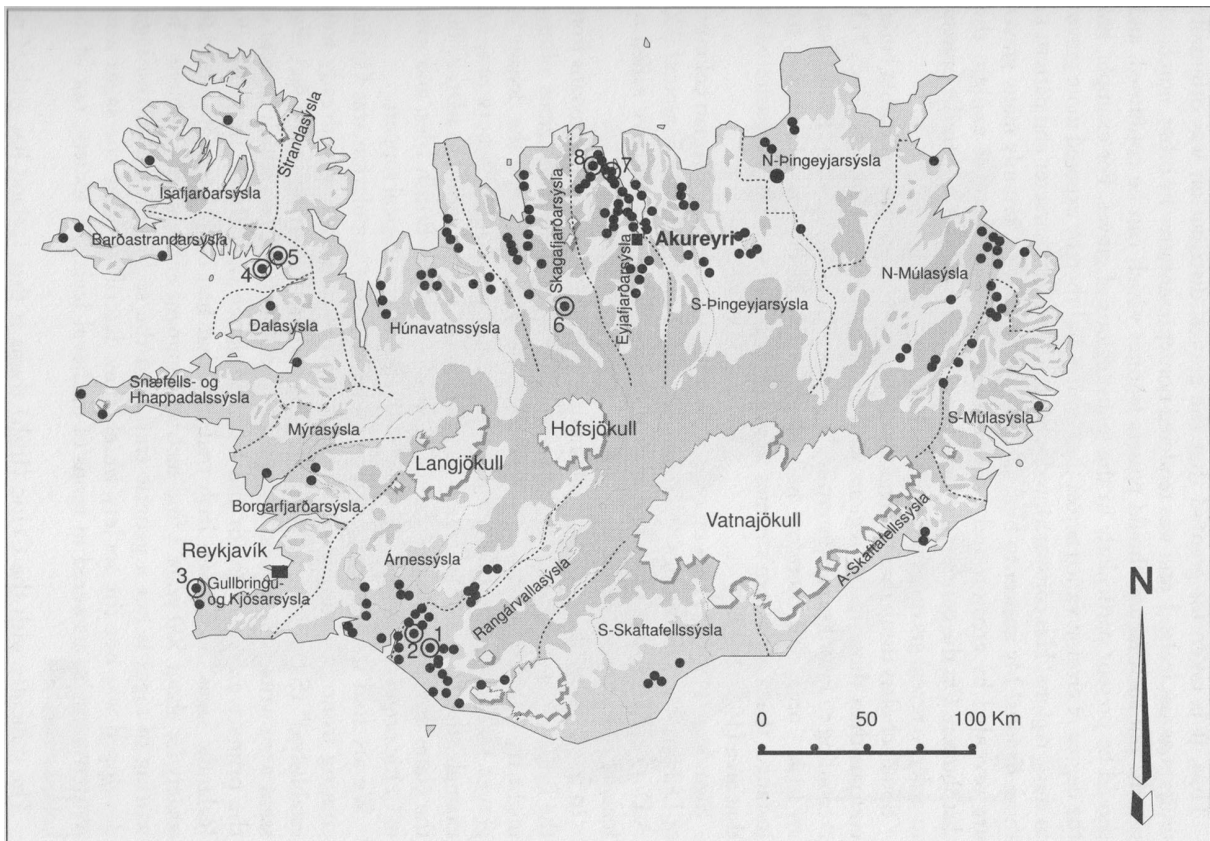 Strandasýsla
Ísafjarðarsýsla
Barðastrandarsýsla
5
4
Dalasýsla
Snæfells- og
Hnappadalssýsla
Mýrasýsla
Borgarfjarðarsýsla
Reykjavík
3
Gullbringu-
og Kjósarsýsla
Húnavatnssýsla
Skagafjarðarsýsla
8
7
6
Eyjafjarðarsýsla
Akureyri
N-Þingeyjarsýsla
S-Þingeyjarsýsla
N-Múlasýsla
S-Múlasýsla
Langjökull
Hofsjökull
Vatnajökull
Árnessýsla
Rangárvallasýsla
1
2
S-Skaftafellssýsla
A-Skaftafellssýsla
0 50 100 Km
N